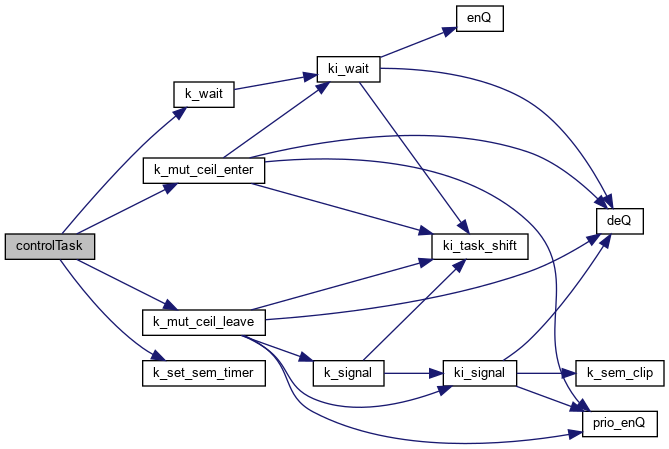 enQ
ki_wait
k_wait
k_mut_ceil_enter
deQ
controlTask
ki_task_shift
k_mut_ceil_leave
k_set_sem_timer
k_signal
ki_signal
k_sem_clip
prio_enQ